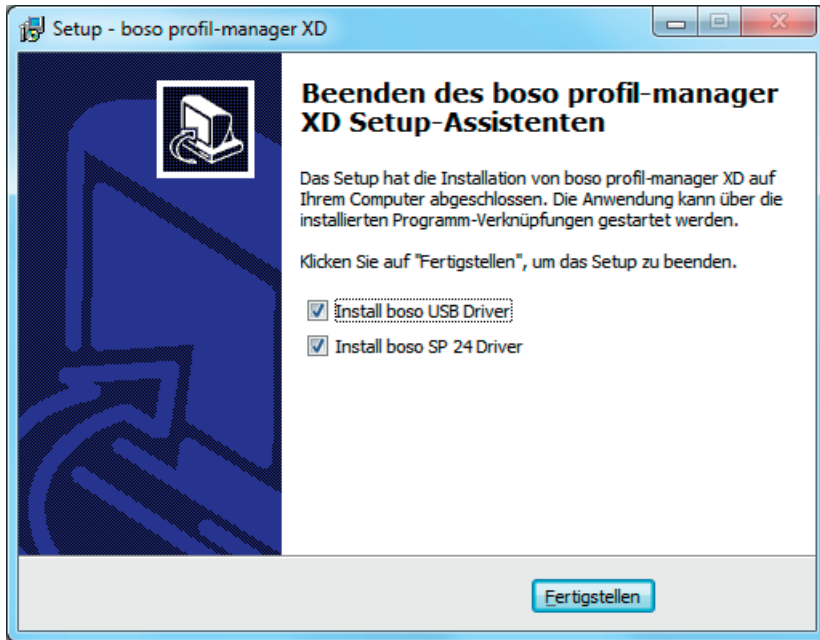 Setup - boso profil-manager XD
Beenden des boso profil-manager
XD Setup-Assistenten
Das Setup hat die Installation von boso profil-manager XD auf
Ihrem Computer abgeschlossen. Die Anwendung kann über die
installierten Programm-Verknüpfungen gestartet werden.
Klicken Sie auf "Fertigstellen", um das Setup zu beenden.
Install boso USB Driver
Install boso SP 24 Driver
Fertigstellen